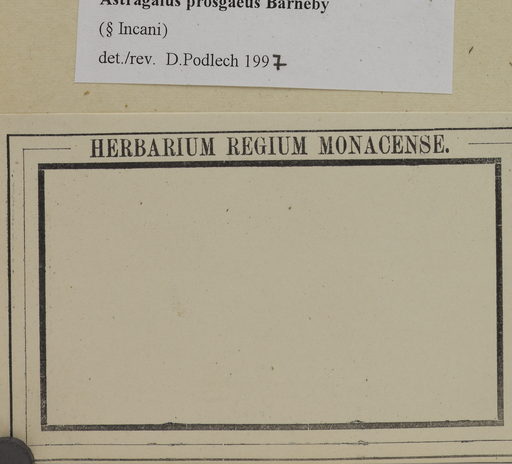 Astragalus prosgaeus Barneby
(§ Incani)
det./rev. D.Podlech 1997
HERBARIUM REGIUM MONACENSE.